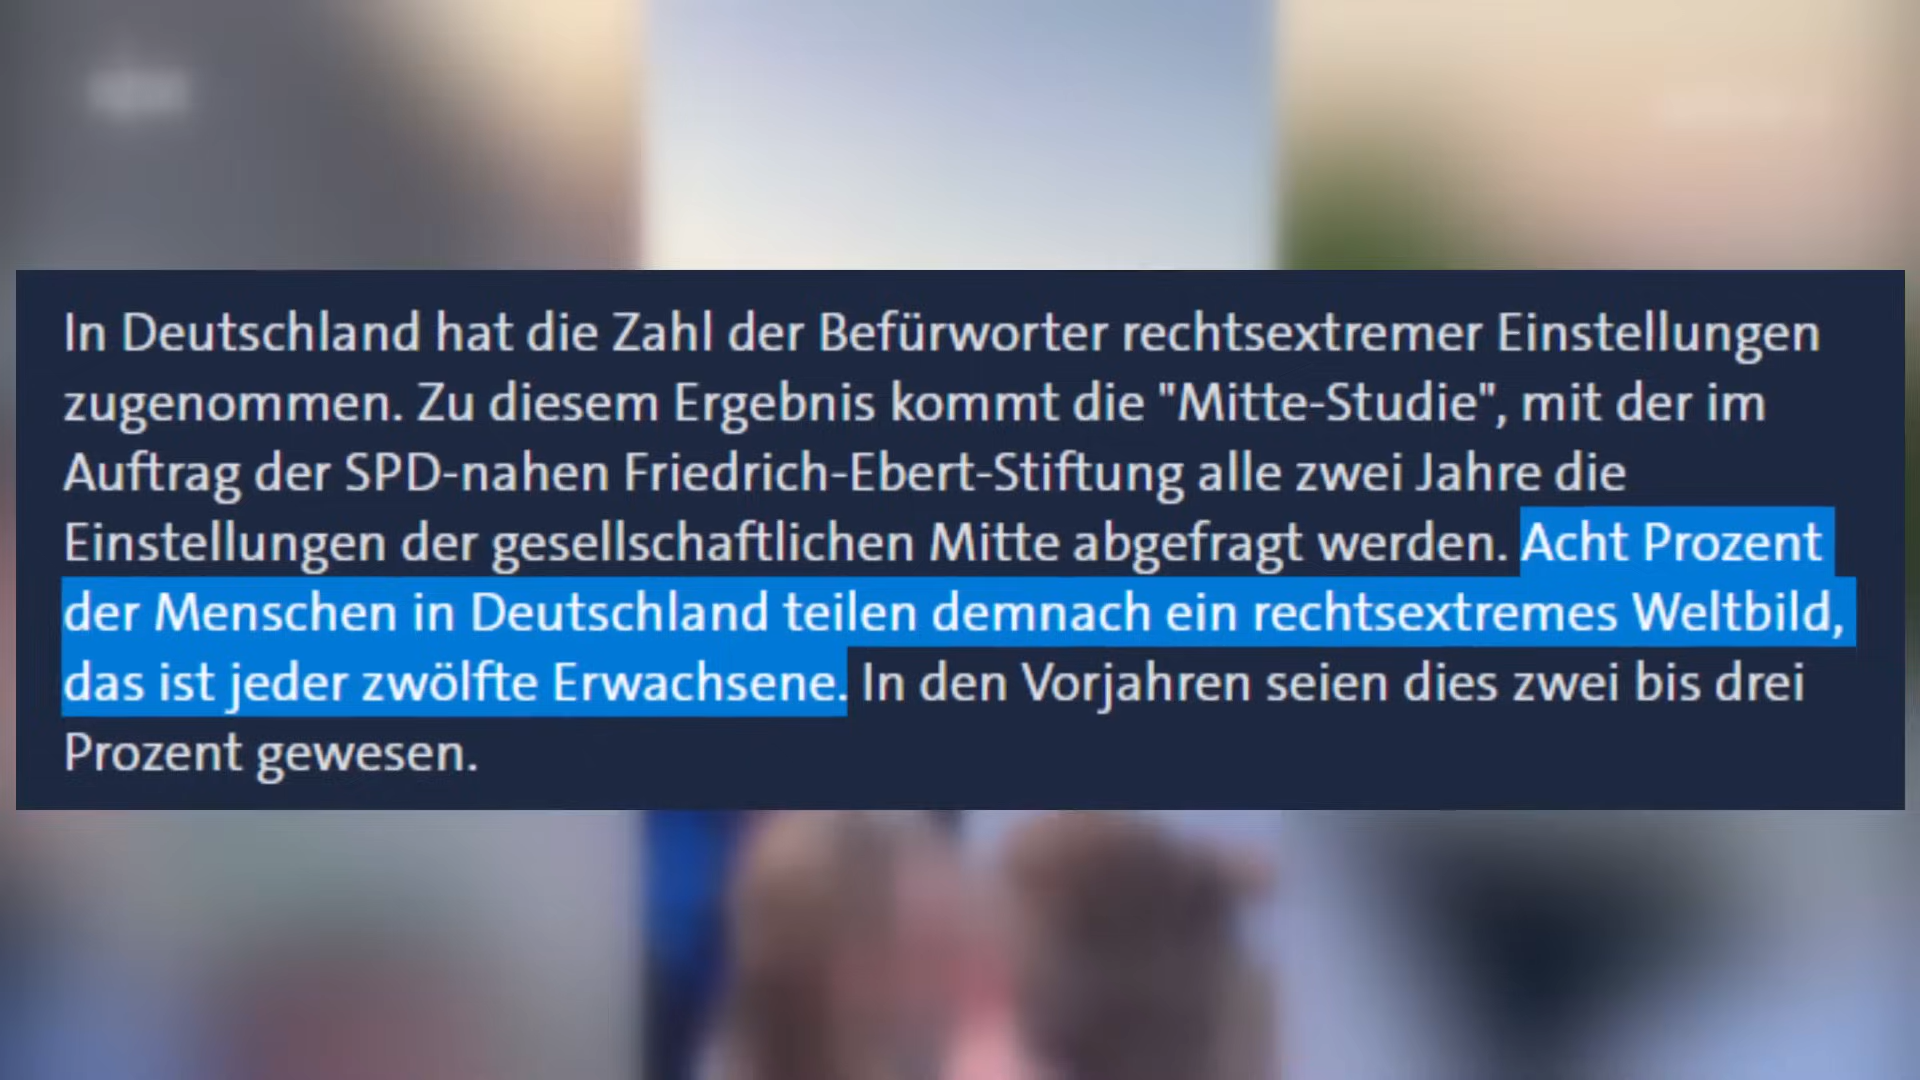 In Deutschland hat die Zahl der Befürworter rechtsextremer Einstellungen
zugenommen. Zu diesem Ergebnis kommt die "Mitte-Studie", mit der im
Auftrag der SPD-nahen Friedrich-Ebert-Stiftung alle zwei Jahre die
Einstellungen der gesellschaftlichen Mitte abgefragt werden. Acht Prozent
der Menschen in Deutschland teilen demnach ein rechtsextremes Weltbild,
das ist jeder zwölfte Erwachsene. In den Vorjahren seien dies zwei bis drei
Prozent gewesen.